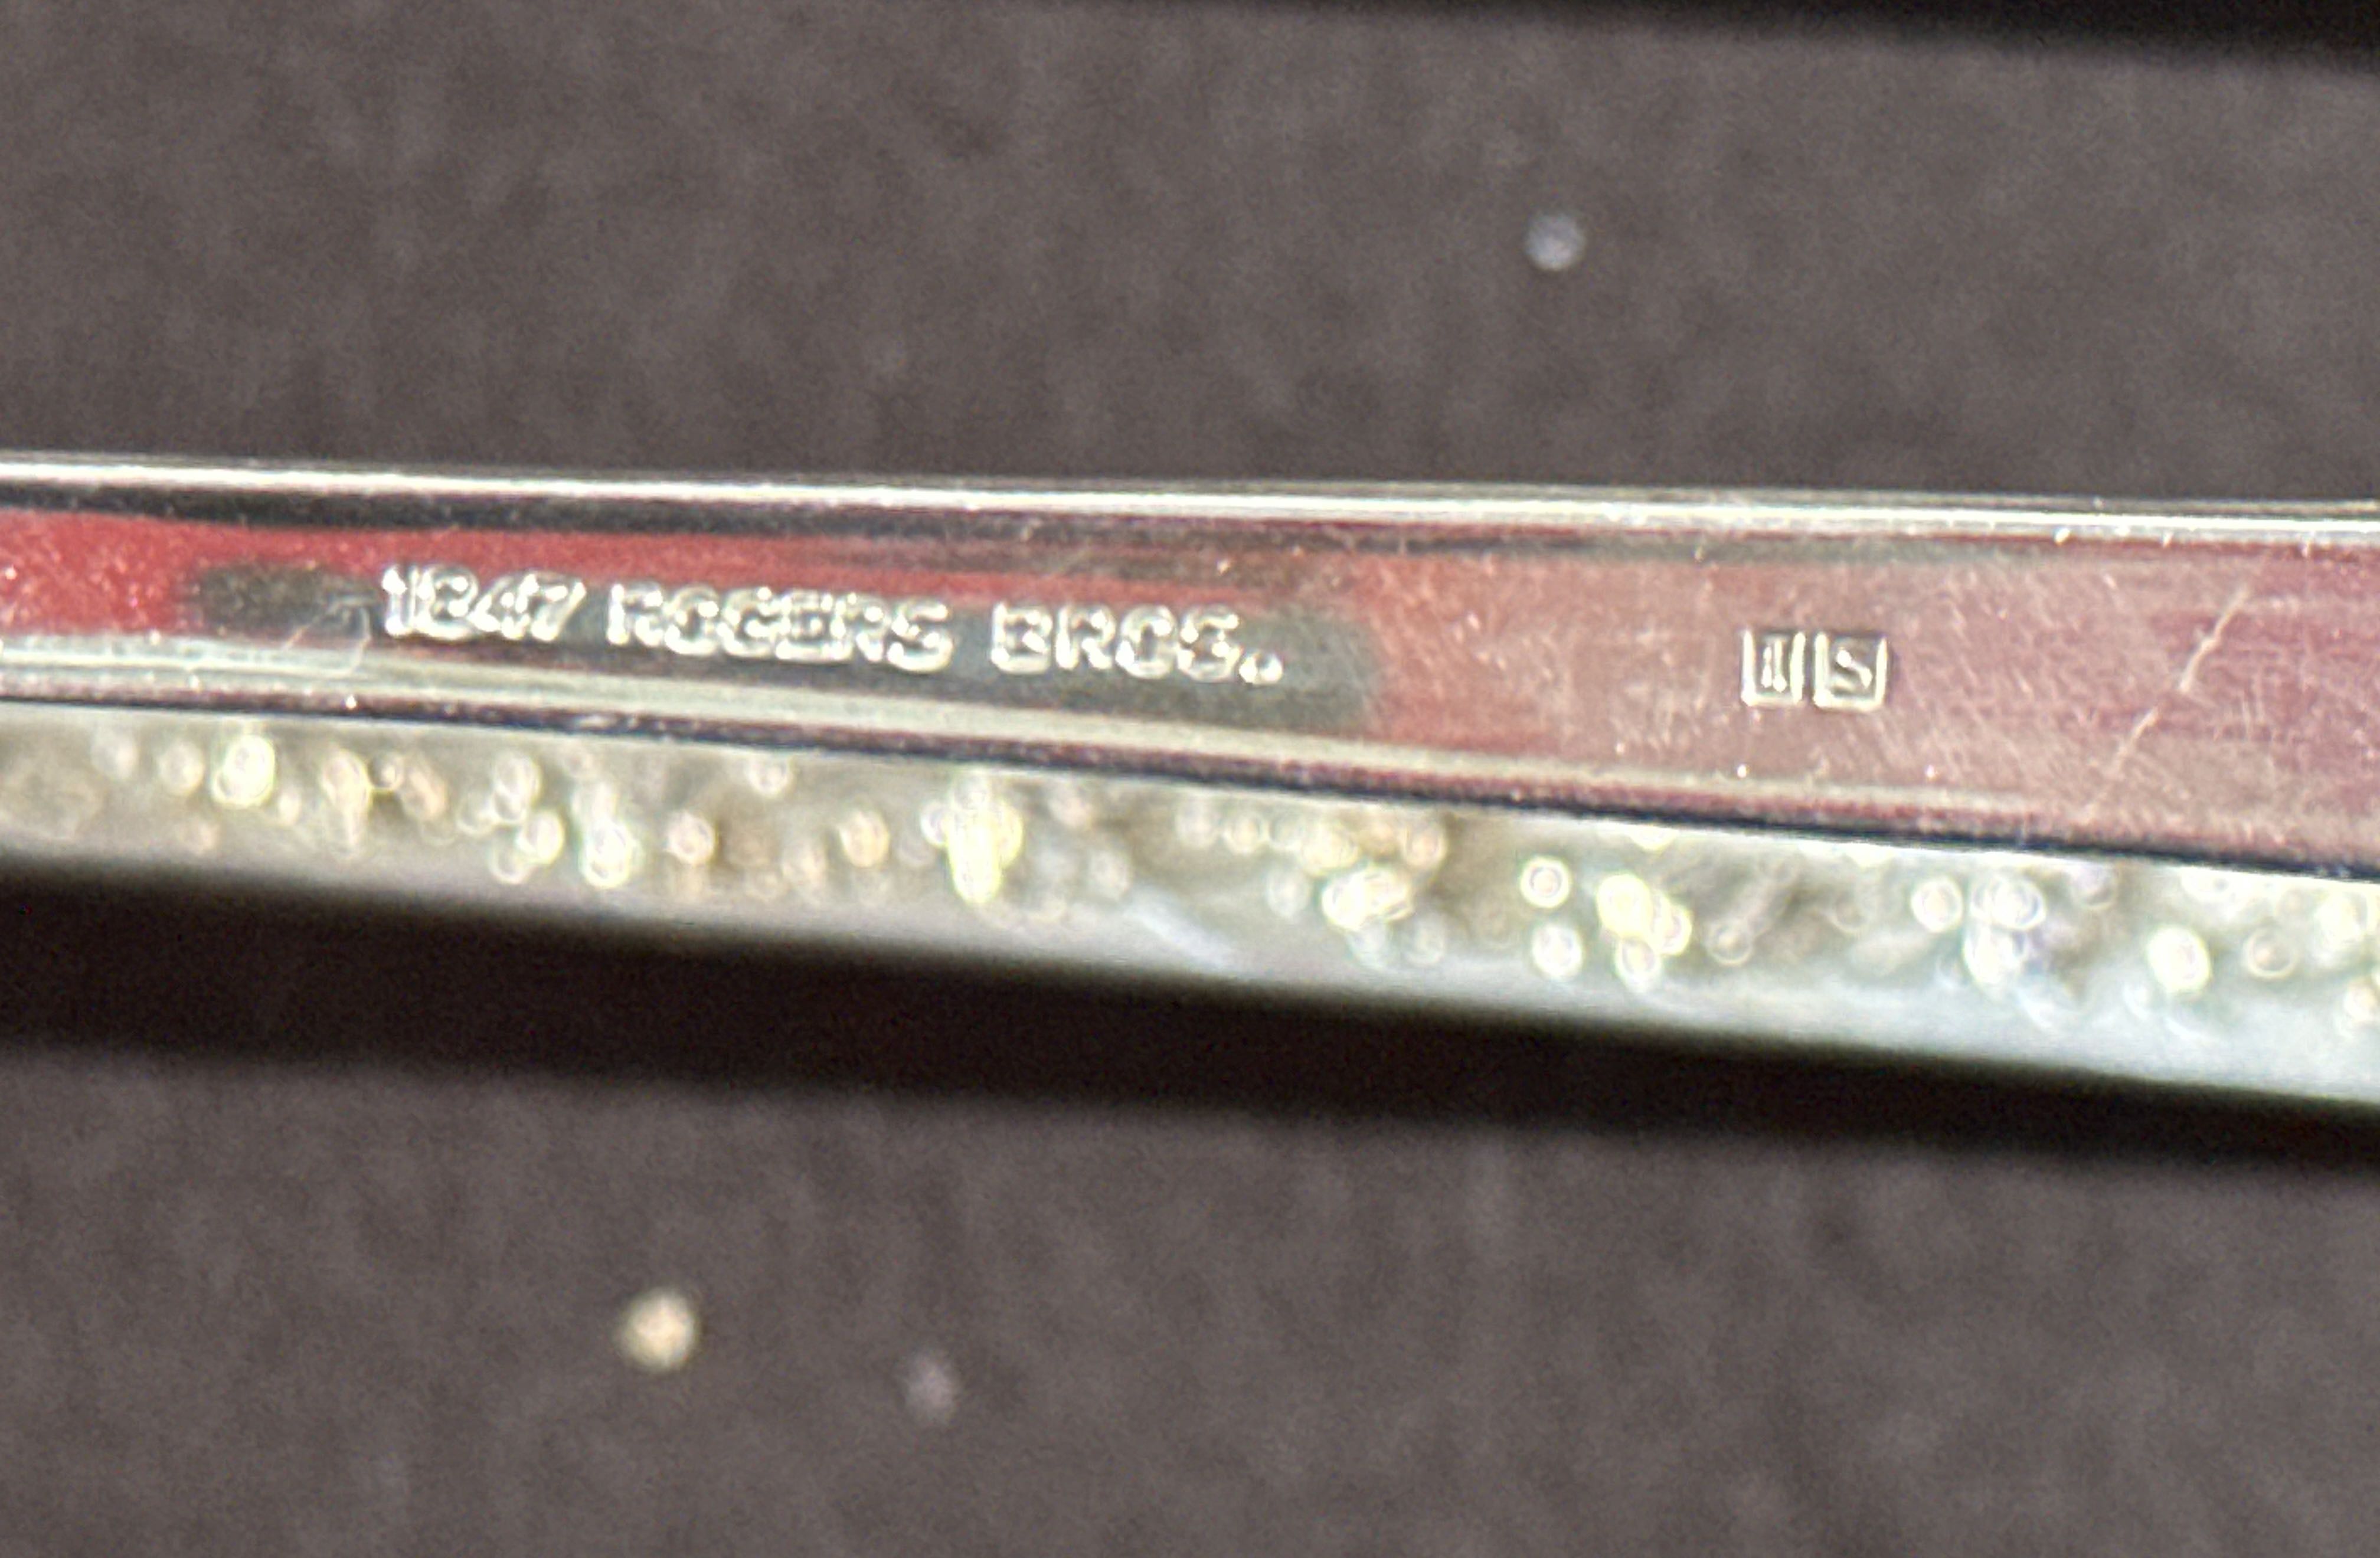 1847 ROGERS BROS. IS